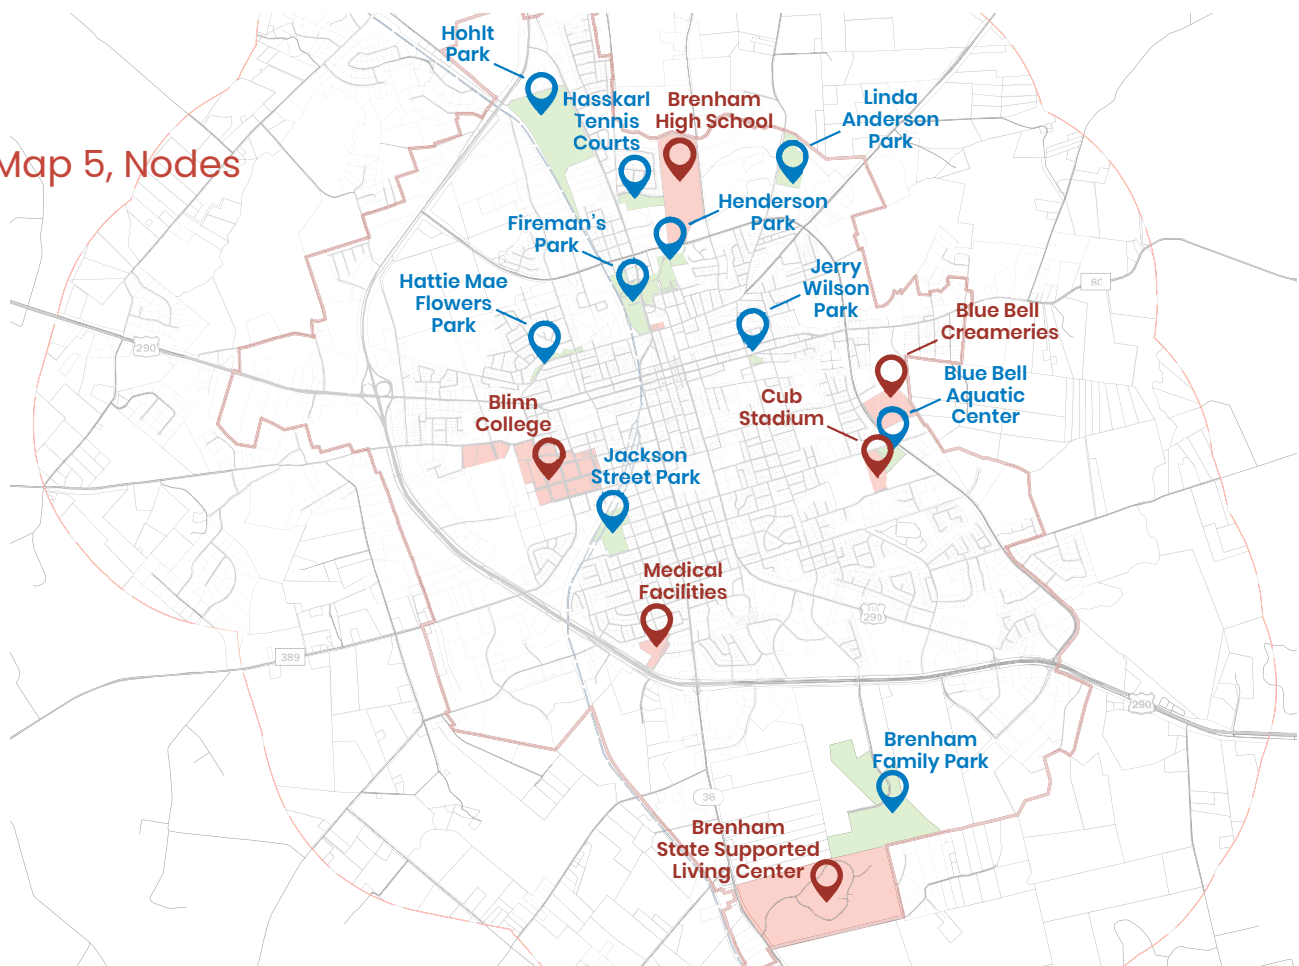 Hohlt
Park
Hasskarl
Tennis
Courts
Brenham
High School
Linda
Anderson
Park
Map 5, Nodes
Henderson
Park
Fireman's
Park
Hattie Mae
Flowers
Park
Jerry
Wilson
Park
80
290
Blue Bell
Creameries
Blue Bell
Aquatic
Center
Cub
Stadium
Blinn
College
Jackson
Street Park
Medical
Facilities
290
389
290
Brenham
Family Park
36
Brenham
State Supported
Living Center